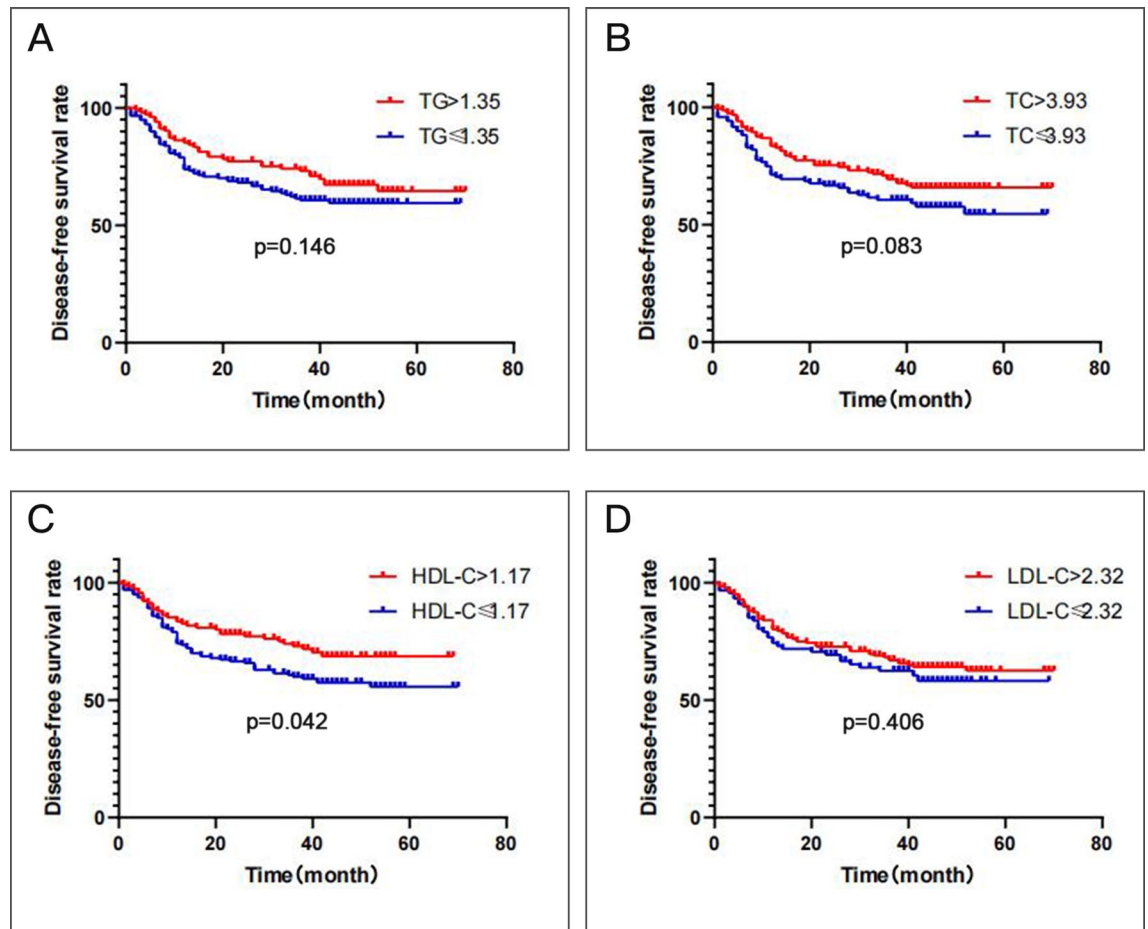 A
Disease-free survival rate
100
50
0
TG>1.35
TG≤1.35
p=0.146
0 20 40 60 80
Time(month)
B
Disease-free survival rate
100
50
0
TC>3.93
TC≤3.93
p=0.083
0 20 40 60 80
Time(month)
C
Disease-free survival rate
100
50
0
HDL-C>1.17
HDL-C≤1.17
p=0.042
0 20 40 60 80
Time(month)
D
Disease-free survival rate
100
50
0
LDL-C>2.32
LDL-C≤2.32
p=0.406
0 20 40 60 80
Time(month)